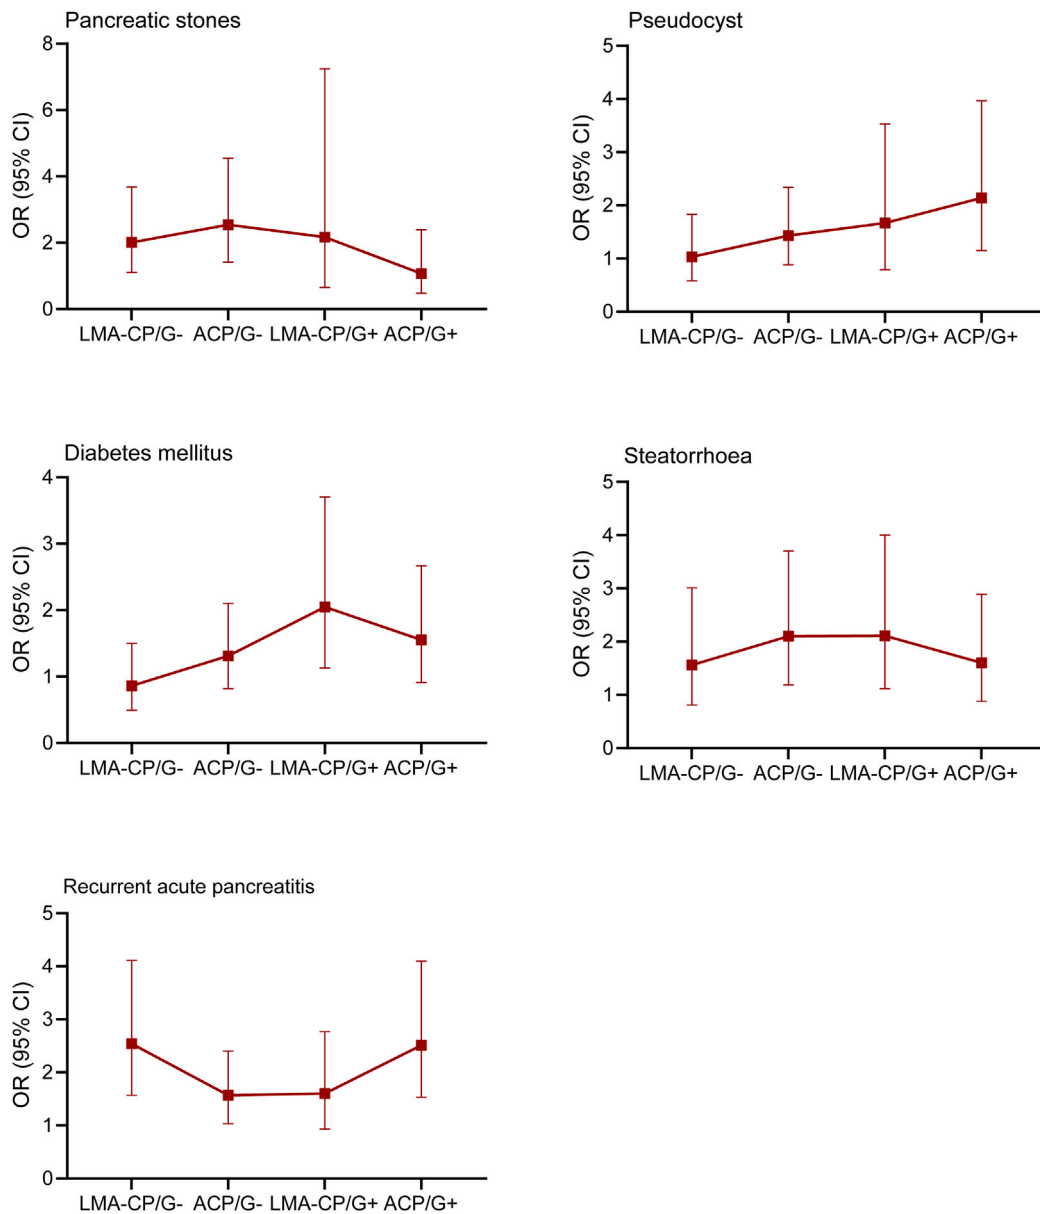 Pancreatic stones
OR (95% CI)
8
6
4
2
0
LMA-CP/G- ACP/G- LMA-CP/G+ ACP/G+
Pseudocyst
OR (95% CI)
5
4
3
2
1
0
LMA-CP/G- ACP/G- LMA-CP/G+ ACP/G+
Diabetes mellitus
OR (95% CI)
4
3
2
1
0
LMA-CP/G- ACP/G- LMA-CP/G+ ACP/G+
Steatorrhoea
OR (95% CI)
5
4
3
2
1
0
LMA-CP/G- ACP/G- LMA-CP/G+ ACP/G+
Recurrent acute pancreatitis
OR (95% CI)
5
4
3
2
1
0
LMA-CP/G- ACP/G- LMA-CP/G+ ACP/G+